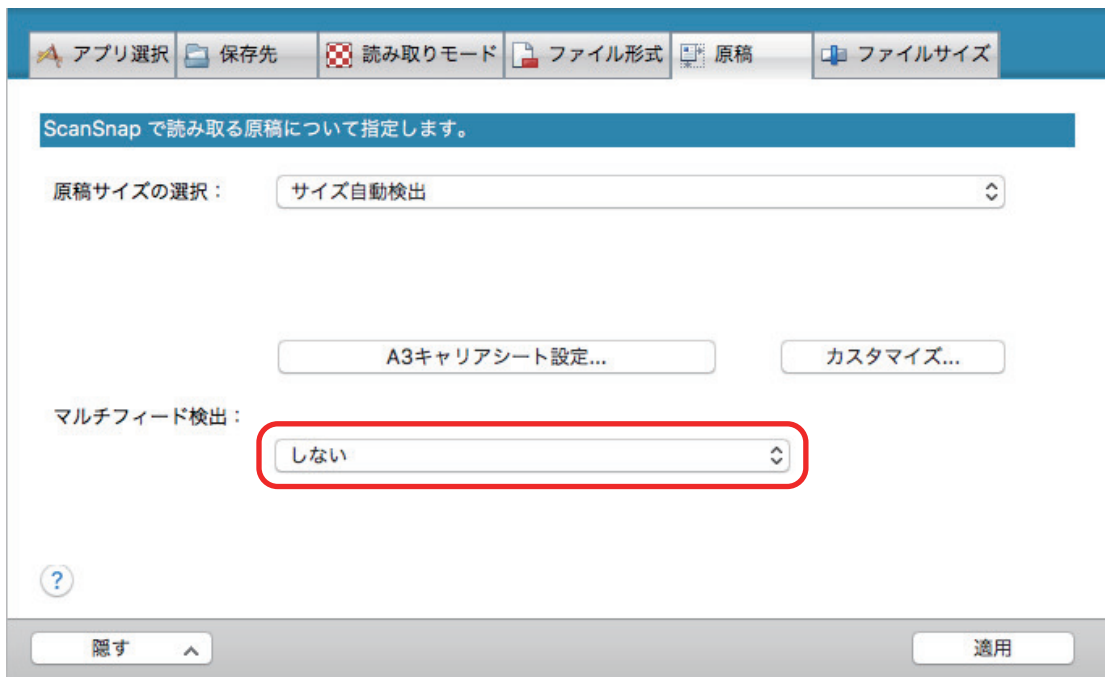 アプリ選択 保存先 読み取りモード ファイル形式 原稿 ファイルサイズ
ScanSnap で読み取る原稿について指定します。
原稿サイズの選択： サイズ自動検出
A3キャリアシート設定... カスタマイズ...
マルチフィード検出：
しない
?
隠す 適用